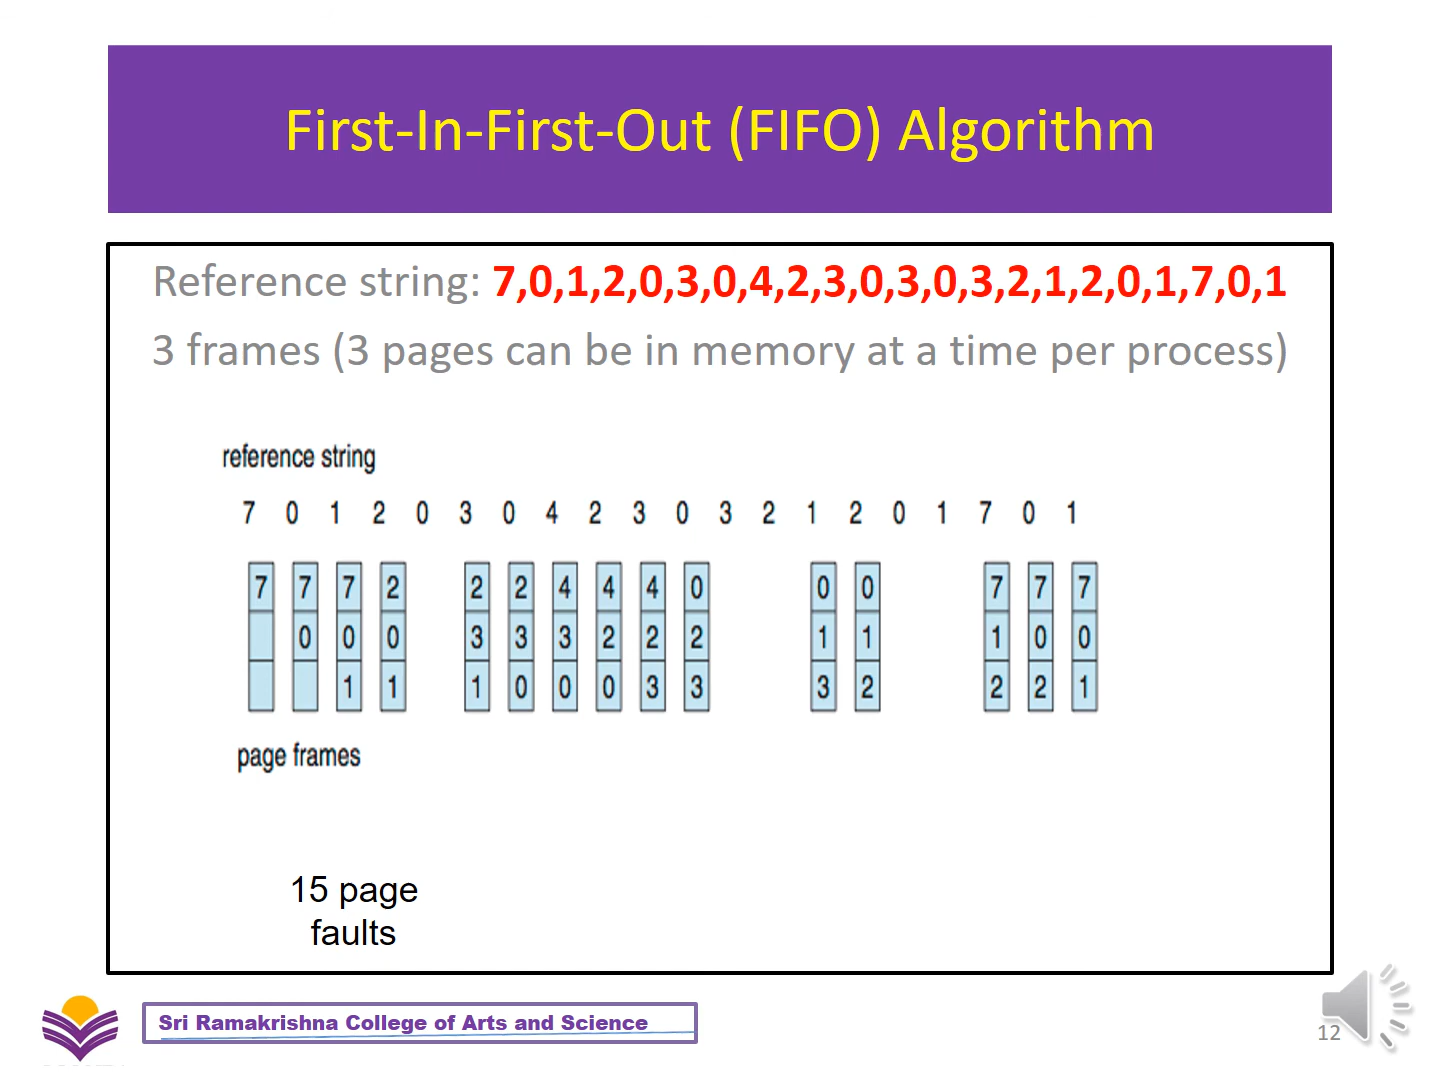 First-In-First-Out (FIFO) Algorithm
Reference string: 7,0,1,2,0,3,0,4,2,3,0,3,0,3,2,1,2,0,1,7,0,1
3 frames (3 pages can be in memory at a time per process)
reference string
7 0 1 2 0 3 0 4 2 3 0 3 2 1 2 0 1 7 0 1
7 7 7 2 2 2 4 4 4 0 0 0 7 7 7
0 0 0 3 3 3 2 2 2 1 1 1 0 0
1 1 1 0 0 0 3 3 3 2 2 2 1
page frames
15 page
faults
Sri Ramakrishna College of Arts and Science
12